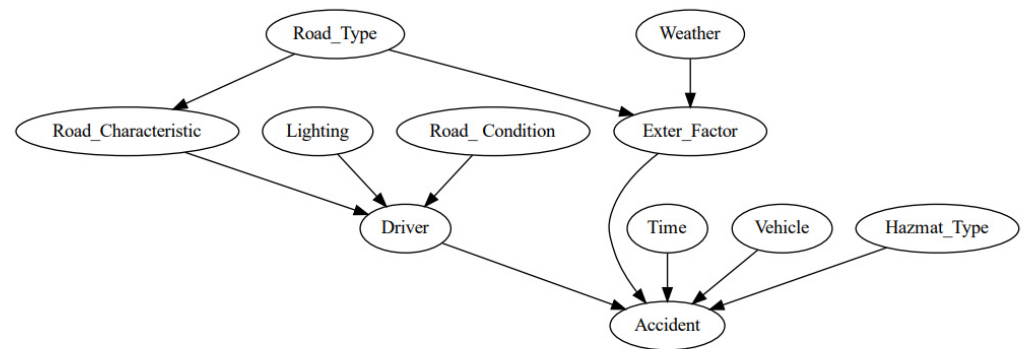 Road_Type
Weather
Road_Characteristic
Lighting
Road_ Condition
Exter_Factor
Driver
Time
Vehicle
Hazmat_Type
Accident